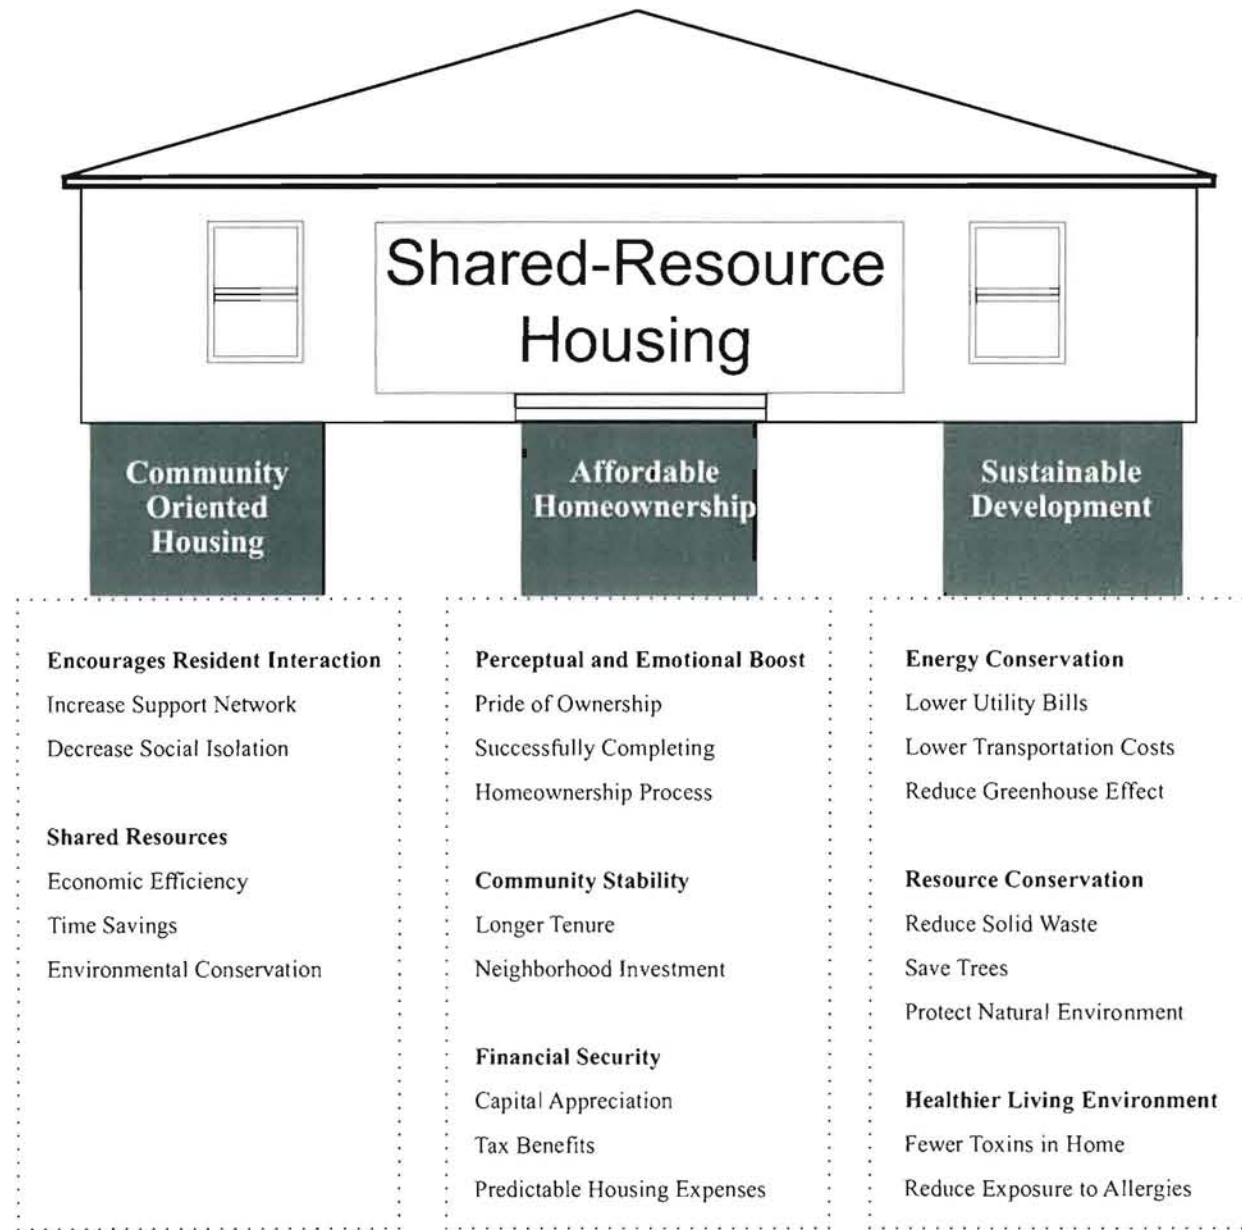 Shared-Resource
Housing
Community
Oriented
Housing
Affordable
Homeownership
Sustainable
Development
Encourages Resident Interaction
Increase Support Network
Decrease Social Isolation
Shared Resources
Economic Efficiency
Time Savings
Environmental Conservation
Perceptual and Emotional Boost
Pride of Ownership
Successfully Completing
Homeownership Process
Community Stability
Longer Tenure
Neighborhood Investment
Financial Security
Capital Appreciation
Tax Benefits
Predictable Housing Expenses
Energy Conservation
Lower Utility Bills
Lower Transportation Costs
Reduce Greenhouse Effect
Resource Conservation
Reduce Solid Waste
Save Trees
Protect Natural Environment
Healthier Living Environment
Fewer Toxins in Home
Reduce Exposure to Allergies